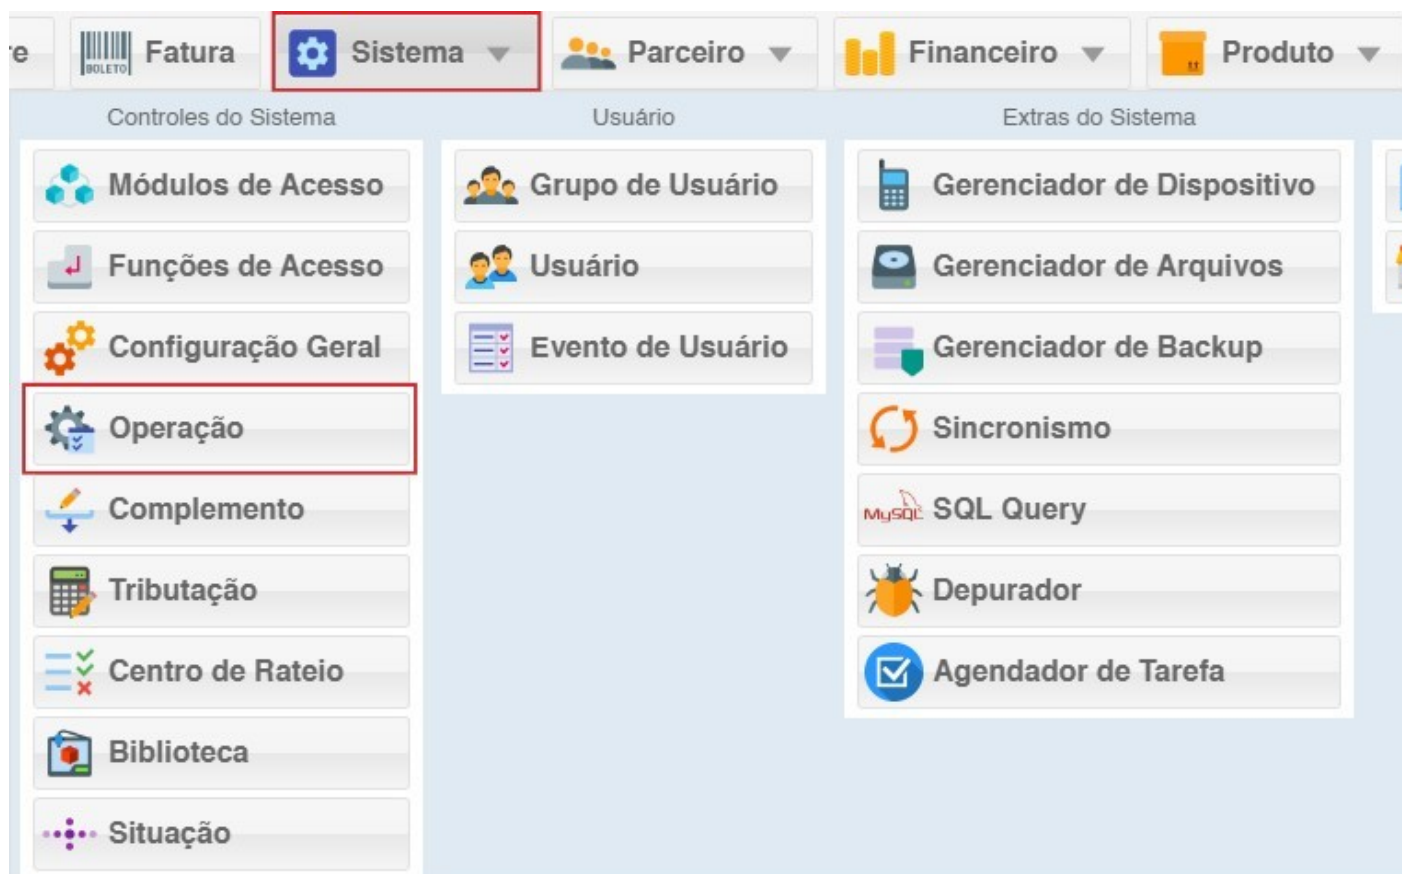 e
BOLETO
Fatura
Sistema
Parceiro
Financeiro
Produto
Controles do Sistema
Módulos de Acesso
Funções de Acesso
Configuração Geral
Operação
Complemento
Tributação
Centro de Rateio
Biblioteca
Situação
Usuário
Grupo de Usuário
Usuário
Evento de Usuário
Extras do Sistema
Gerenciador de Dispositivo
Gerenciador de Arquivos
Gerenciador de Backup
Sincronismo
MySQL SQL Query
Depurador
Agendador de Tarefa